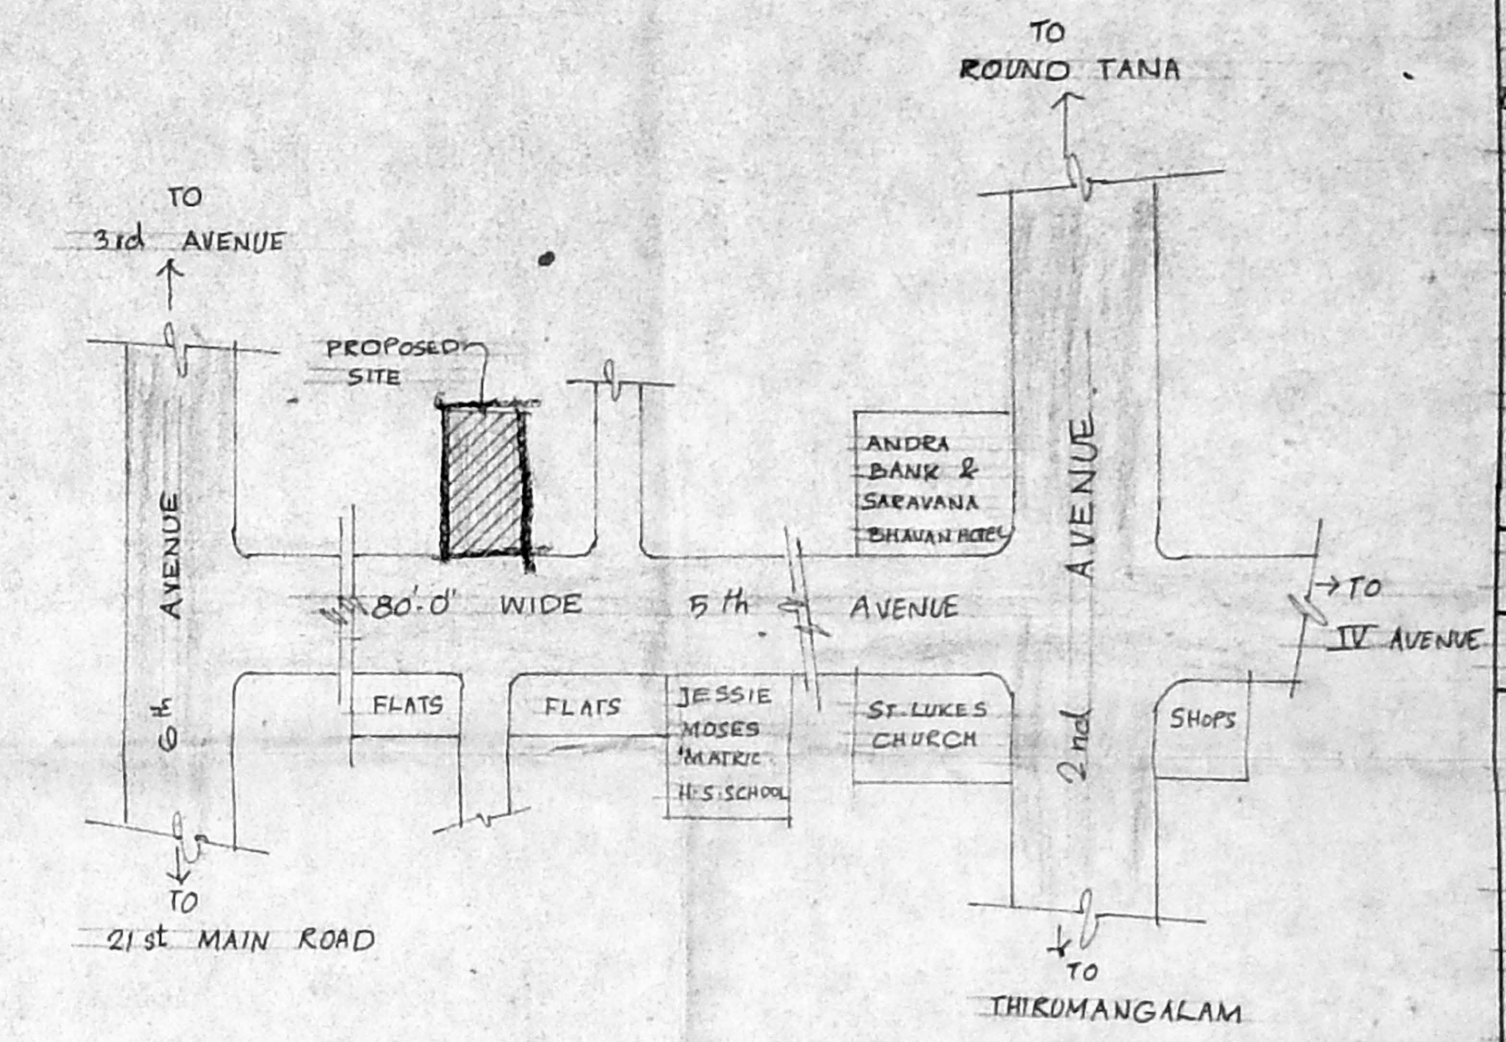 TO
ROUND TANA
TO
3rd AVENUE
PROPOSED
SITE
ANDRA
BANK &
SARAVANA
BHAVAN HOTEL
6th AVENUE
2nd AVENUE.
80'-0" WIDE 5th AVENUE
TO
IV AVENUE
FLATS
FLATS
JESSIE
MOSES
MATRIC
H.S.SCHOOL
ST. LUKES
CHURCH
SHOPS
TO
21st MAIN ROAD
TO
THIRUMANGALAM